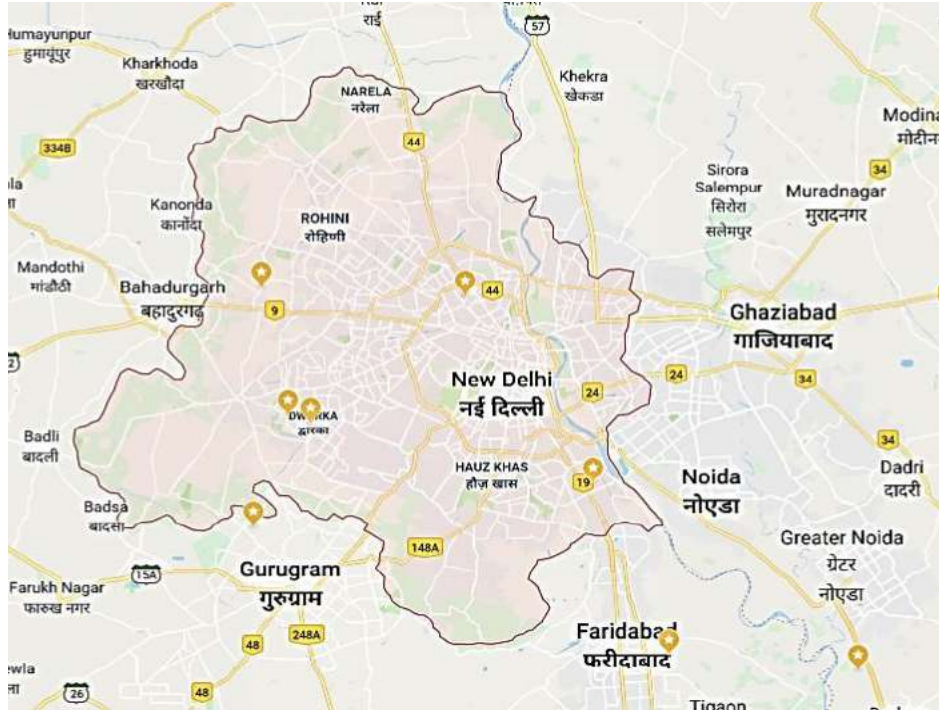 राई
57
Humayunpur
हुमायूंपुर
Kharkhoda
खरखौदा
Khekra
खेकडा
NARELA
नरेला
44
334B
34
Sirora
Salempur
सिरोरा
सलेमपुर
Muradnagar
मुरादनगर
Kanonda
कानोंदा
ROHINI
रोहिणी
Mandothi
मांडौठी
Bahadurgarh
बहादुरगढ़
9
44
Ghaziabad
गाजियाबाद
New Delhi
नई दिल्ली
24
24
34
द्वारका
Badli
बादली
HAUZ KHAS
हौज़ खास
19
34
Noida
नोएडा
Dadri
दादरी
Badsa
बादसा
148A
Greater Noida
ग्रेटर
नोएडा
15A
Gurugram
गुरुग्राम
Farukh Nagar
फारुख नगर
48
248A
Faridabad
फरीदाबाद
26
48
Tigaon